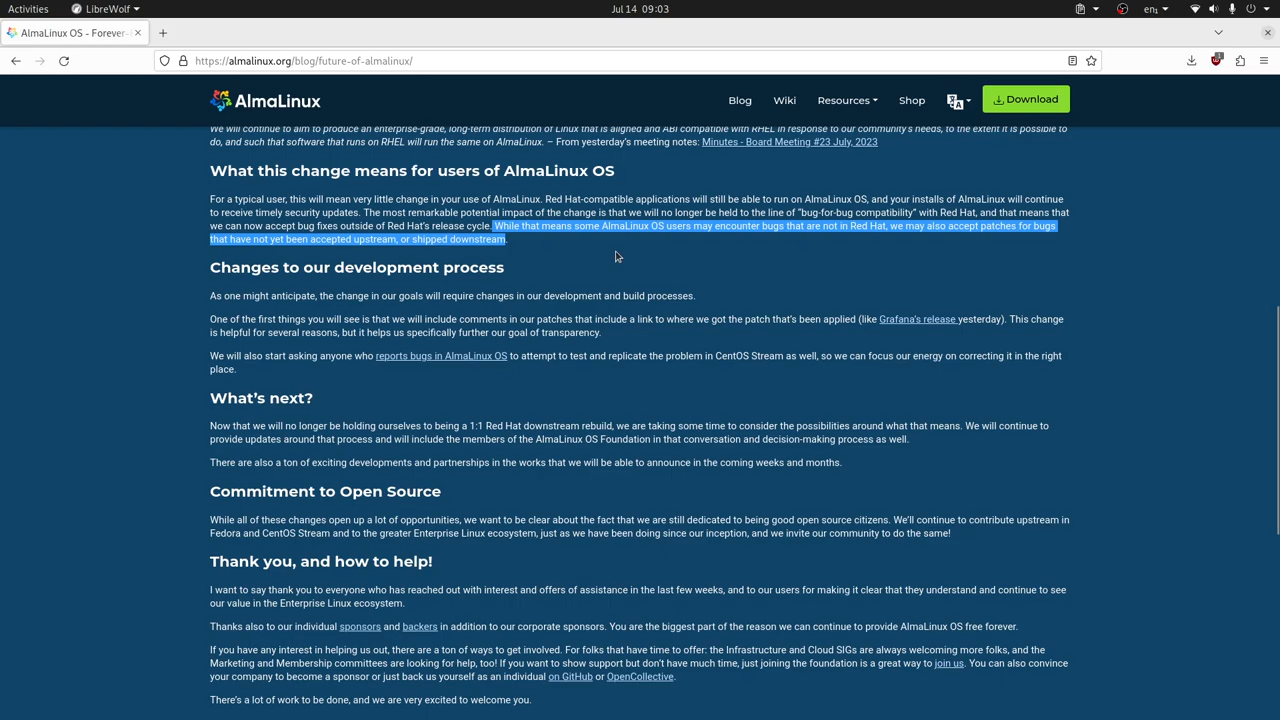 Activities LibreWolf Jul 14 09:03 en1
AlmaLinux OS - Forever-
https://almalinux.org/blog/future-of-almalinux/ 1
AlmaLinux Blog Wiki Resources Shop Download
We will continue to aim to produce an enterprise-grade, long-term distribution of Linux that is aligned and ABI compatible with RHEL in response to our community's needs, to the extent it is possible to
do, and such that software that runs on RHEL will run the same on AlmaLinux. – From yesterday's meeting notes: Minutes - Board Meeting #23 July, 2023
What this change means for users of AlmaLinux OS
For a typical user, this will mean very little change in your use of AlmaLinux. Red Hat-compatible applications will still be able to run on AlmaLinux OS, and your installs of AlmaLinux will continue
to receive timely security updates. The most remarkable potential impact of the change is that we will no longer be held to the line of “bug-for-bug compatibility” with Red Hat, and that means that
we can now accept bug fixes outside of Red Hat's release cycle. While that means some AlmaLinux OS users may encounter bugs that are not in Red Hat, we may also accept patches for bugs
that have not yet been accepted upstream, or shipped downstream.
Changes to our development process
As one might anticipate, the change in our goals will require changes in our development and build processes.
One of the first things you will see is that we will include comments in our patches that include a link to where we got the patch that's been applied (like Grafana's release yesterday). This change
is helpful for several reasons, but it helps us specifically further our goal of transparency.
We will also start asking anyone who reports bugs in AlmaLinux OS to attempt to test and replicate the problem in CentOS Stream as well, so we can focus our energy on correcting it in the right
place.
What's next?
Now that we will no longer be holding ourselves to being a 1:1 Red Hat downstream rebuild, we are taking some time to consider the possibilities around what that means. We will continue to
provide updates around that process and will include the members of the AlmaLinux OS Foundation in that conversation and decision-making process as well.
There are also a ton of exciting developments and partnerships in the works that we will be able to announce in the coming weeks and months.
Commitment to Open Source
While all of these changes open up a lot of opportunities, we want to be clear about the fact that we are still dedicated to being good open source citizens. We'll continue to contribute upstream in
Fedora and CentOS Stream and to the greater Enterprise Linux ecosystem, just as we have been doing since our inception, and we invite our community to do the same!
Thank you, and how to help!
I want to say thank you to everyone who has reached out with interest and offers of assistance in the last few weeks, and to our users for making it clear that they understand and continue to see
our value in the Enterprise Linux ecosystem.
Thanks also to our individual sponsors and backers in addition to our corporate sponsors. You are the biggest part of the reason we can continue to provide AlmaLinux OS free forever.
If you have any interest in helping us out, there are a ton of ways to get involved. For folks that have time to offer: the Infrastructure and Cloud SIGs are always welcoming more folks, and the
Marketing and Membership committees are looking for help, too! If you want to show support but don't have much time, just joining the foundation is a great way to join us. You can also convince
your company to become a sponsor or just back us yourself as an individual on GitHub or OpenCollective.
There's a lot of work to be done, and we are very excited to welcome you.